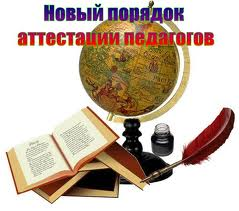 Новый порядок
аттестации педагогов